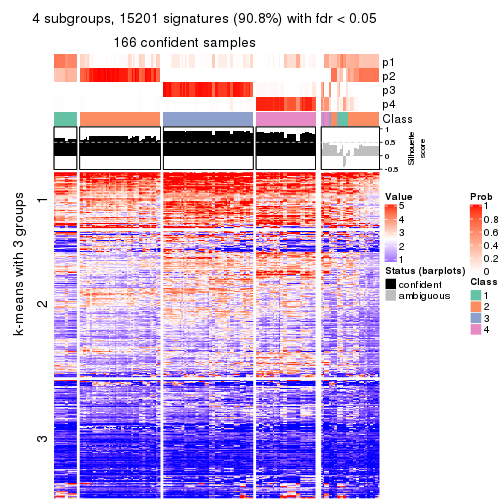 4 subgroups, 15201 signatures (90.8%) with fdr < 0.05
166 confident samples
p1
p2
p3
p4
Class
1
0.5
0
-0.5
Silhouette
score
k-means with 3 groups
1
2
3
Value
5
4
3
2
1
Status (barplots)
confident
ambiguous
Prob
1
0.8
0.6
0.4
0.2
0
Class
1
2
3
4